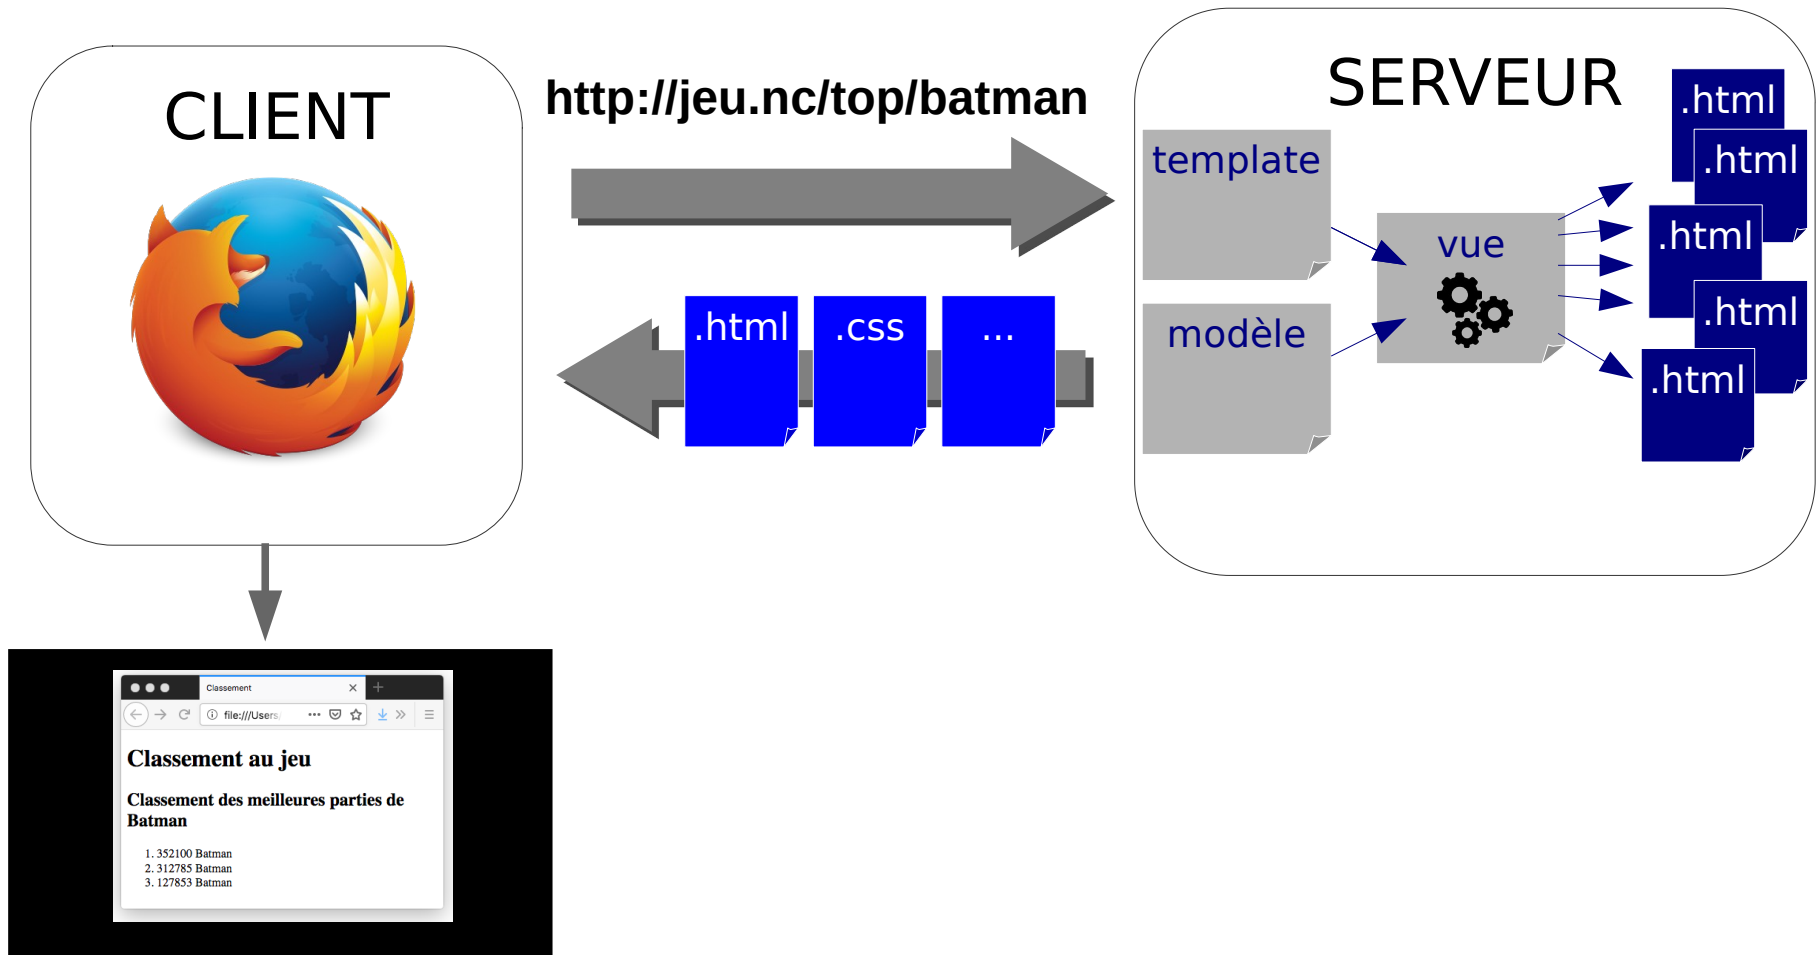 CLIENT
http://jeu.nc/top/batman
SERVEUR
template
modèle
vue
.html
.html
.html
.html
.html
.html
.css
...
Classement
file:///Users/
Classement au jeu
Classement des meilleures parties de
Batman
1. 352100 Batman
2. 312785 Batman
3. 127853 Batman